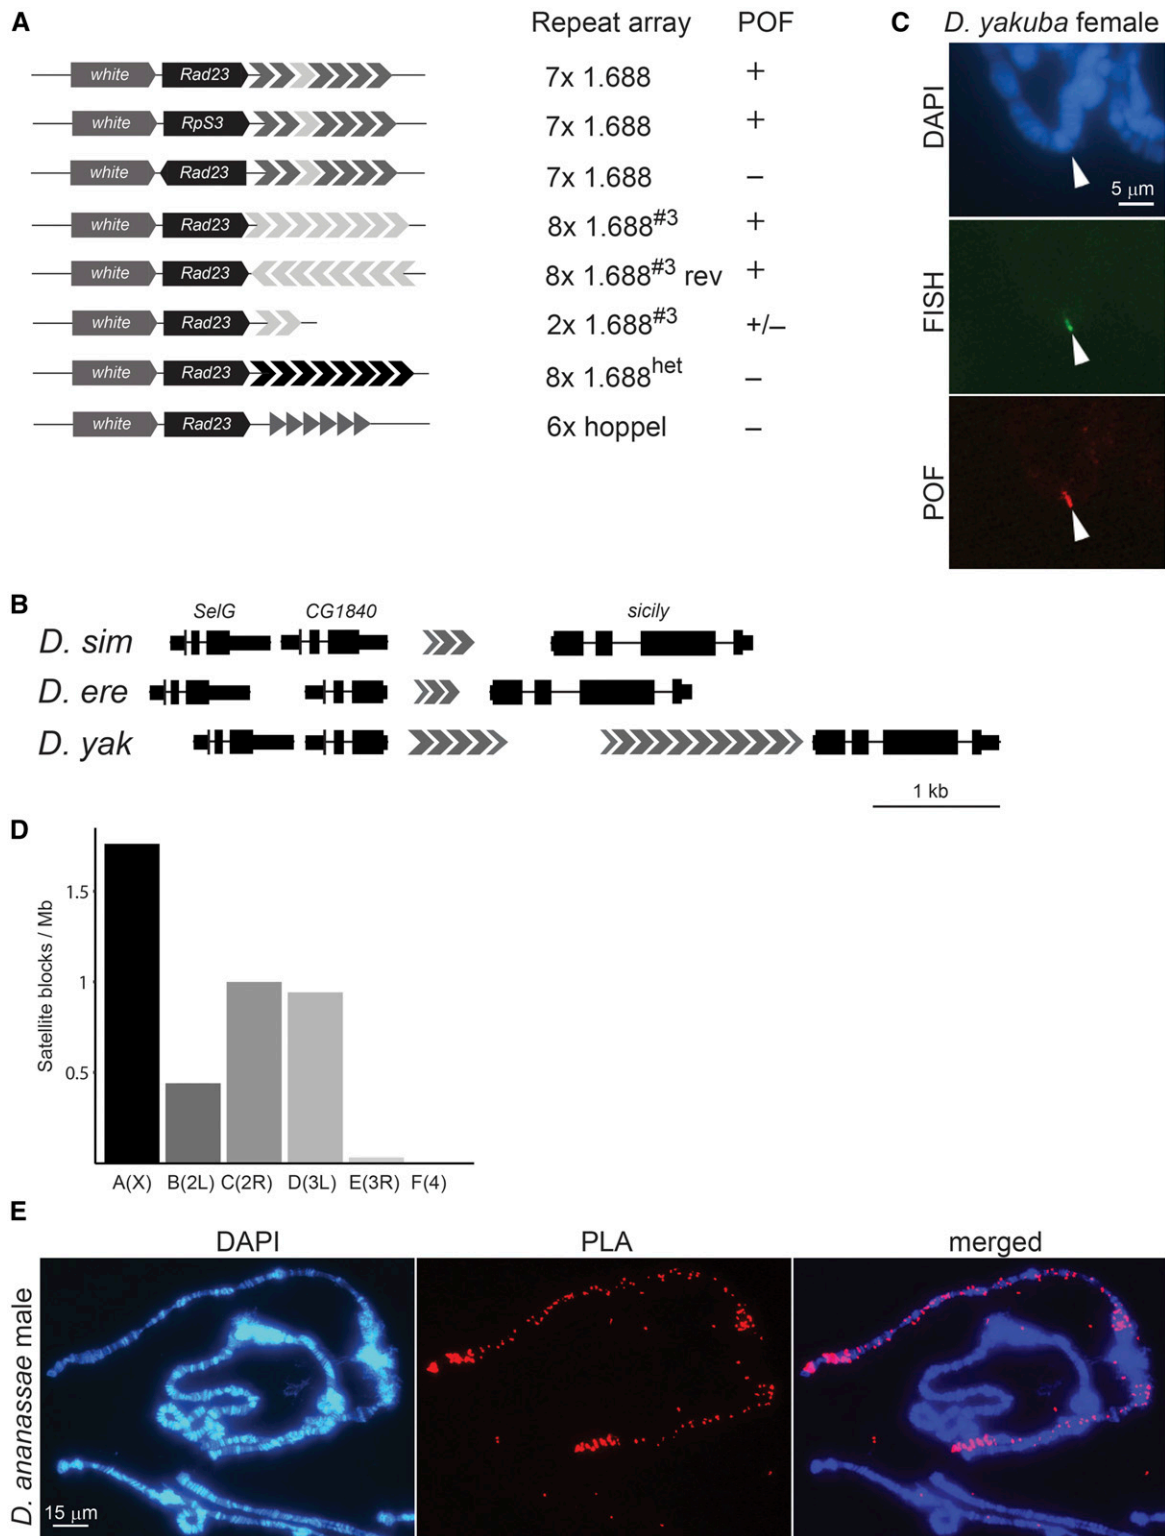 A
Repeat array POF
white Rad23 7x 1.688 +
white RpS3 7x 1.688 +
white Rad23 7x 1.688 –
white Rad23 8x 1.688#3 +
white Rad23 8x 1.688#3 rev +
white Rad23 2x 1.688#3 +/–
white Rad23 8x 1.688het –
white Rad23 6x hoppel –
C D. yakuba female
DAPI
5 μm
FISH
POF
B
SelG CG1840 sicily
D. sim
D. ere
D. yak
1 kb
D
Satellite blocks / Mb
1.5
1
0.5
A(X) B(2L) C(2R) D(3L) E(3R) F(4)
E
DAPI PLA merged
D. ananassae male
15 μm